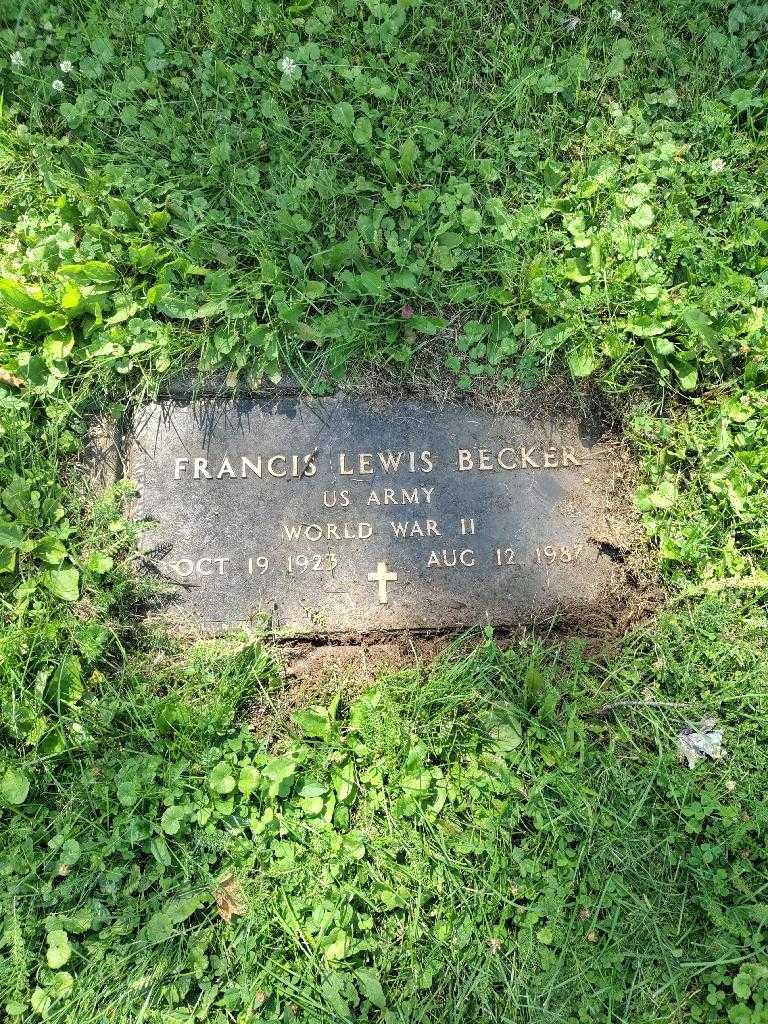 FRANCIS LEWIS BECKER
US ARMY
WORLD WAR II
OCT 19 1923 AUG 12 1987